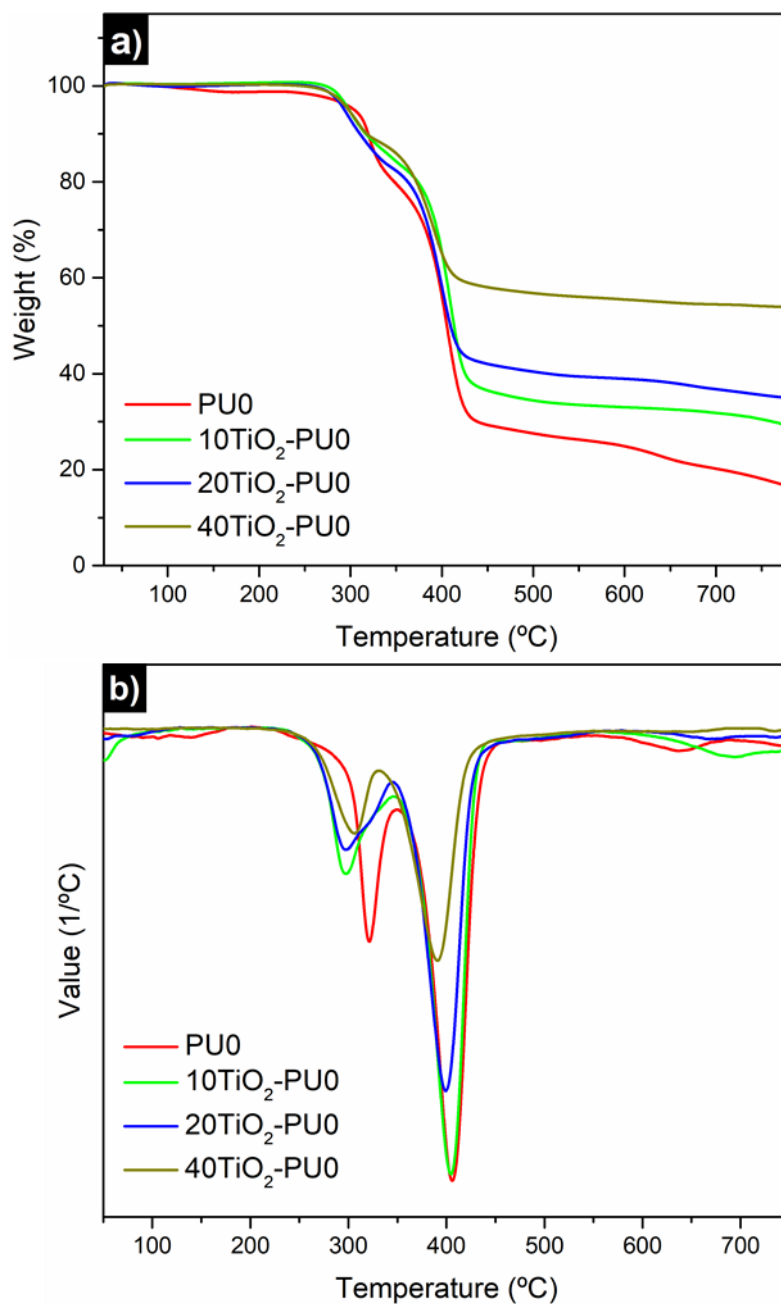 a)
Weight (%)
100
80
60
40
20
0
PU0
10TiO₂-PU0
20TiO₂-PU0
40TiO₂-PU0
100 200 300 400 500 600 700
Temperature (ºC)
b)
Value (1/ºC)
PU0
10TiO₂-PU0
20TiO₂-PU0
40TiO₂-PU0
100 200 300 400 500 600 700
Temperature (ºC)